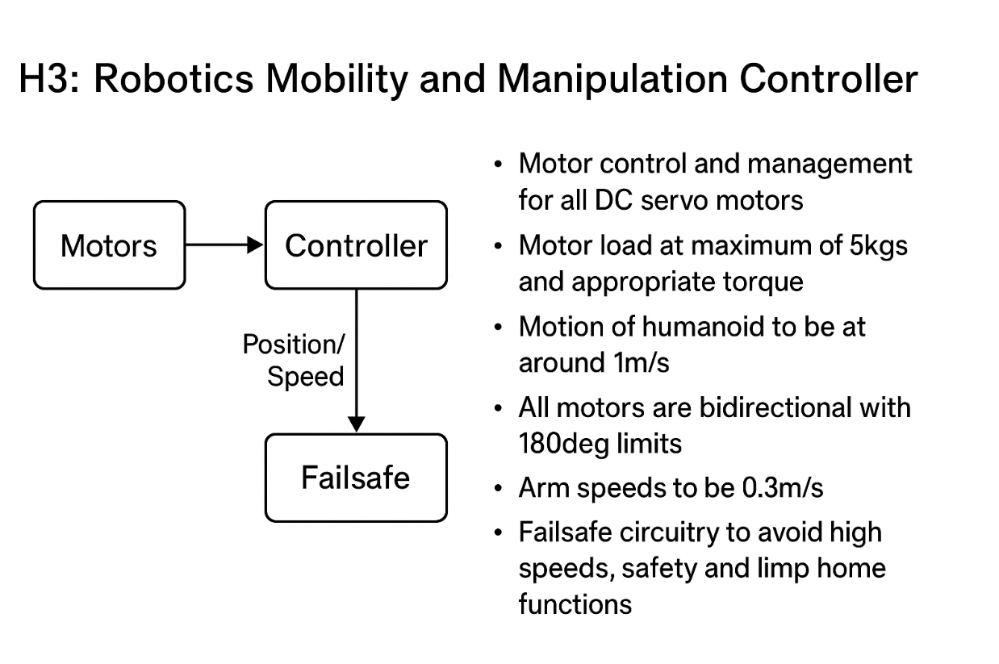 H3: Robotics Mobility and Manipulation Controller
Motors
Controller
Position/
Speed
Failsafe
• Motor control and management
for all DC servo motors
• Motor load at maximum of 5kgs
and appropriate torque
• Motion of humanoid to be at
around 1m/s
• All motors are bidirectional with
180deg limits
• Arm speeds to be 0.3m/s
• Failsafe circuitry to avoid high
speeds, safety and limp home
functions